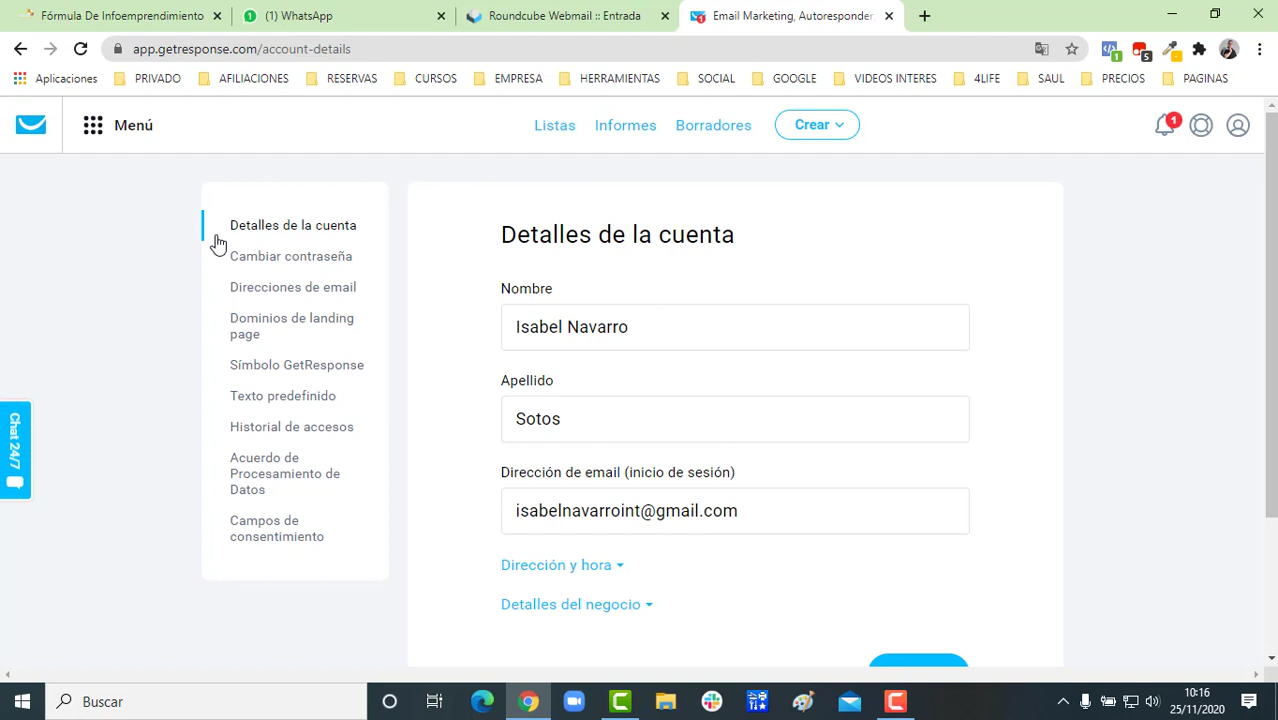 Fórmula De Infoemprendimiento
(1) WhatsApp
Roundcube Webmail :: Entrada
Email Marketing, Autoresponder,
app.getresponse.com/account-details
1
5
Aplicaciones
PRIVADO
AFILIACIONES
RESERVAS
CURSOS
EMPRESA
HERRAMIENTAS
SOCIAL
GOOGLE
VIDEOS INTERES
4LIFE
SAUL
PRECIOS
PAGINAS
Menú
Listas
Informes
Borradores
Crear
1
Detalles de la cuenta
Cambiar contraseña
Direcciones de email
Dominios de landing
page
Símbolo GetResponse
Texto predefinido
Historial de accesos
Acuerdo de
Procesamiento de
Datos
Campos de
consentimiento
Chat 24/7
Detalles de la cuenta
Nombre
Isabel Navarro
Apellido
Sotos
Dirección de email (inicio de sesión)
isabelnavarroint@gmail.com
Dirección y hora
Detalles del negocio
Buscar
10:16
25/11/2020